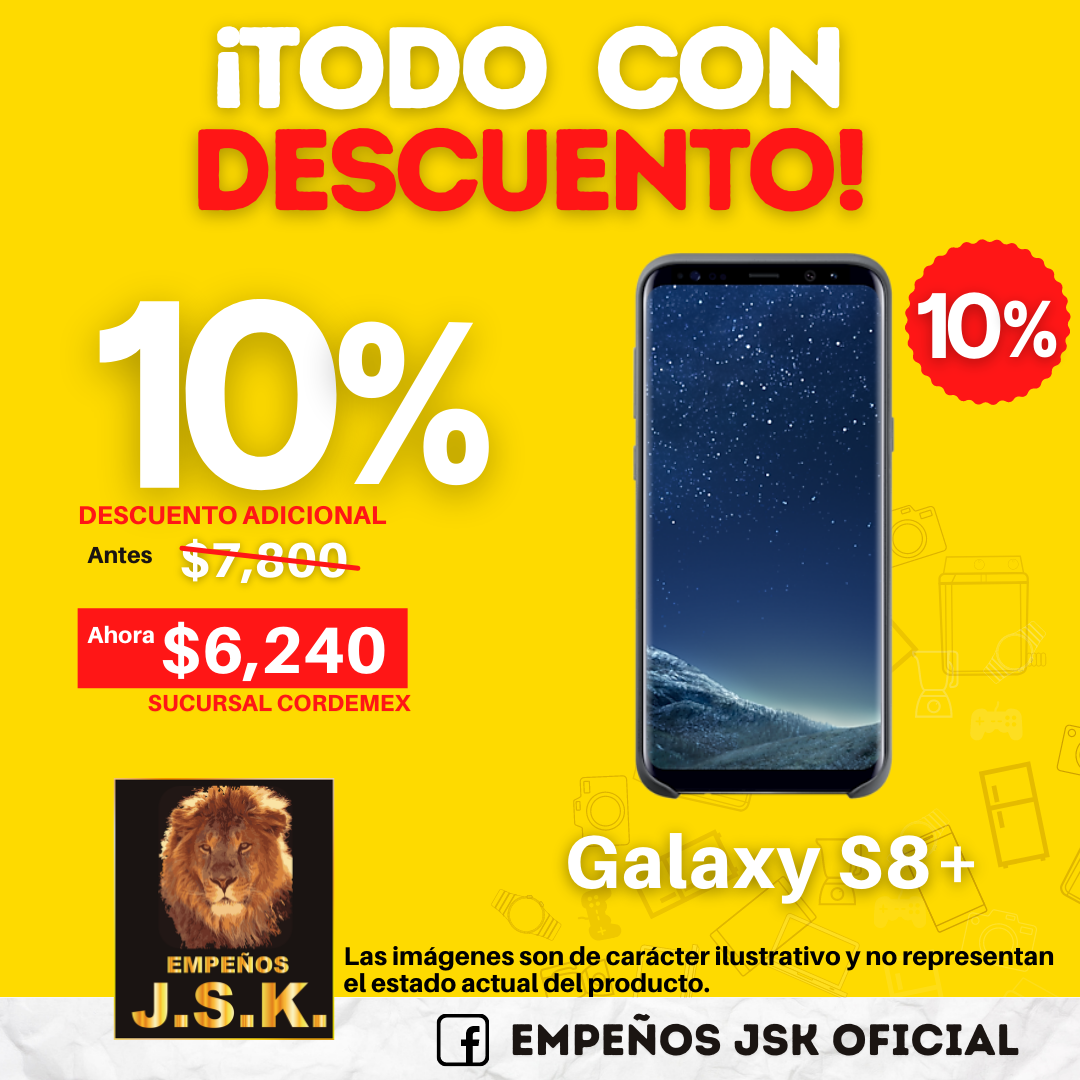 ¡TODO CON
DESCUENTO!
10%
10%
DESCUENTO ADICIONAL
Antes $7,800
Ahora $6,240
SUCURSAL CORDEMEX
Galaxy S8+
EMPEÑOS
J.S.K.
Las imágenes son de carácter ilustrativo y no representan
el estado actual del producto.
f EMPEÑOS JSK OFICIAL